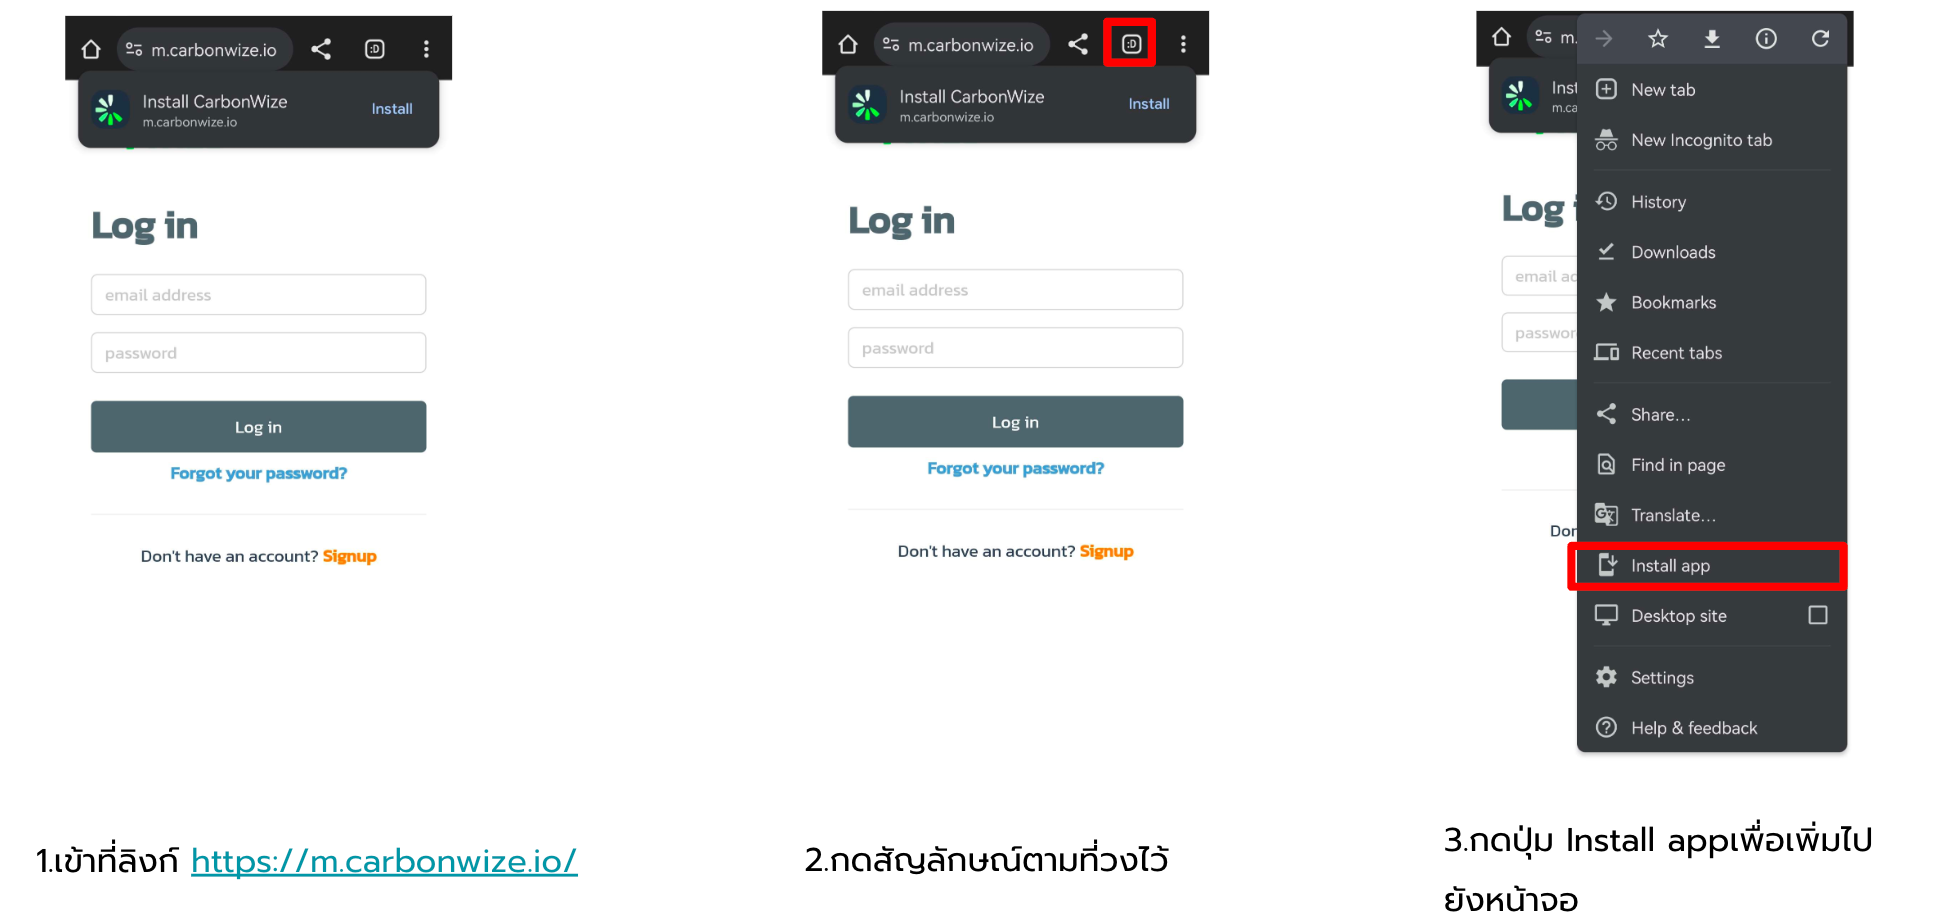 m.carbonwize.io
:D
Install CarbonWize
m.carbonwize.io
Install
Log in
email address
password
Log in
Forgot your password?
Don't have an account? Signup
1.เข้าที่ลิงก์ https://m.carbonwize.io/
m.carbonwize.io
:D
Install CarbonWize
m.carbonwize.io
Install
Log in
email address
password
Log in
Forgot your password?
Don't have an account? Signup
2.กดสัญลักษณ์ตามที่วงไว้
m.
Inst
m.ca
Log i
email ad
passwor
Don
New tab
New Incognito tab
History
Downloads
Bookmarks
Recent tabs
Share...
Find in page
Translate...
Install app
Desktop site
Settings
Help & feedback
3.กดปุ่ม Install appเพื่อเพิ่มไป
ยังหน้าจอ